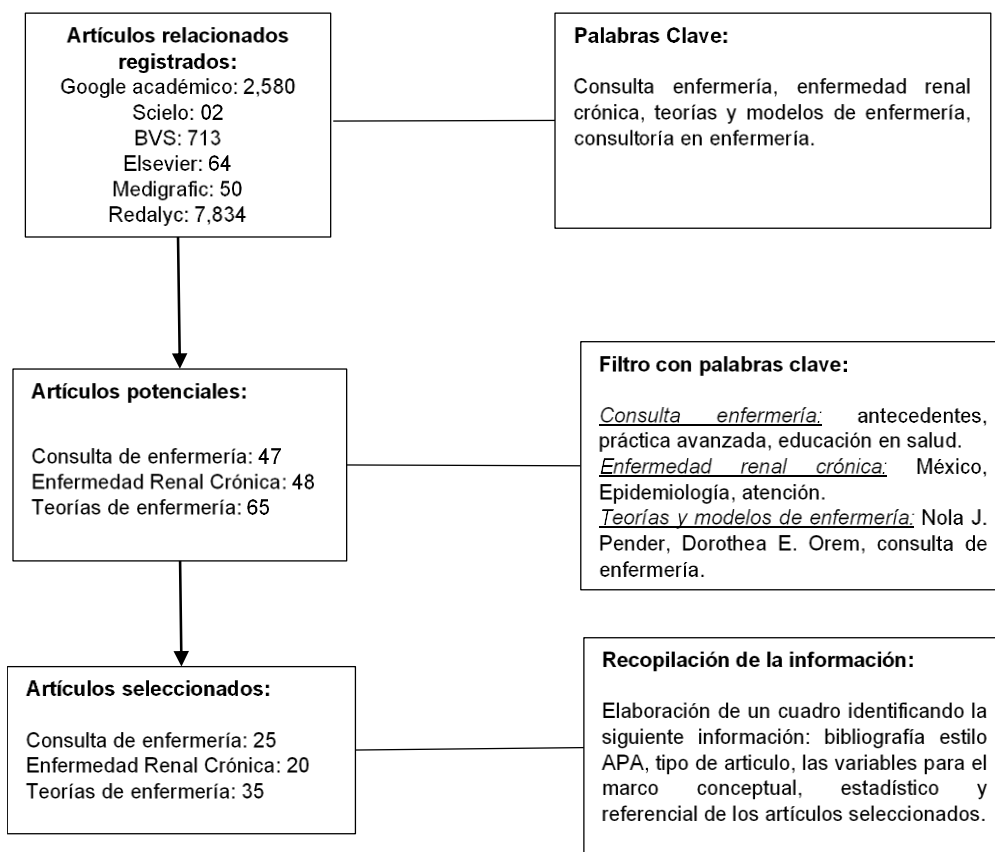 Artículos relacionados
registrados:
Google académico: 2,580
Scielo: 02
BVS: 713
Elsevier: 64
Medigrafic: 50
Redalyc: 7,834
Palabras Clave:
Consulta enfermería, enfermedad renal
crónica, teorías y modelos de enfermería,
consultoría en enfermería.
Artículos potenciales:
Consulta de enfermería: 47
Enfermedad Renal Crónica: 48
Teorías de enfermería: 65
Filtro con palabras clave:
Consulta enfermería: antecedentes,
práctica avanzada, educación en salud.
Enfermedad renal crónica: México,
Epidemiología, atención.
Teorías y modelos de enfermería: Nola J.
Pender, Dorothea E. Orem, consulta de
enfermería.
Artículos seleccionados:
Consulta de enfermería: 25
Enfermedad Renal Crónica: 20
Teorías de enfermería: 35
Recopilación de la información:
Elaboración de un cuadro identificando la
siguiente información: bibliografía estilo
APA, tipo de articulo, las variables para el
marco conceptual, estadístico y
referencial de los artículos seleccionados.